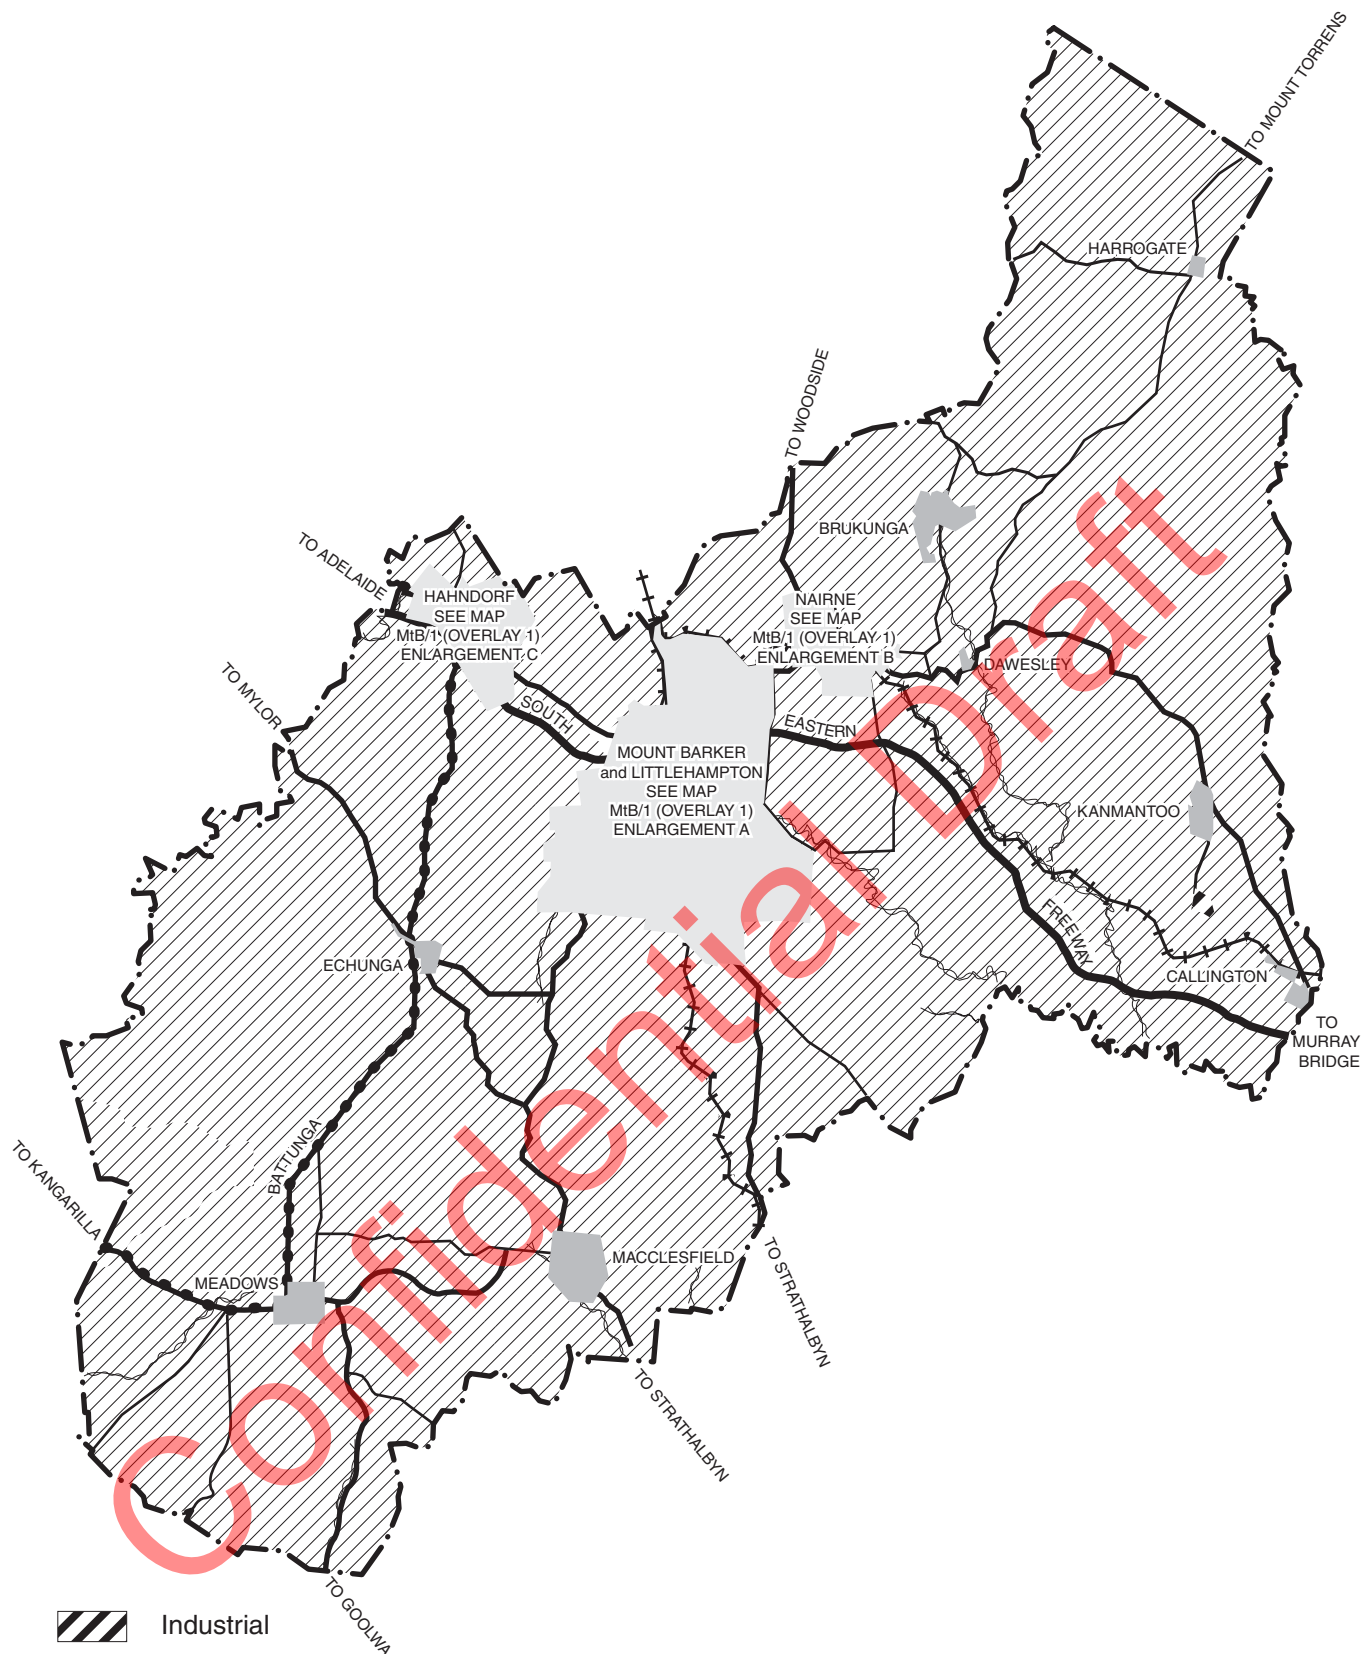 TO MOUNT TORRENS
HARROGATE
TO WOODSIDE
BRUKUNGA
TO ADELAIDE
HAHNDORF
SEE MAP
MtB/1 (OVERLAY 1)
ENLARGEMENT C
NAIRNE
SEE MAP
MtB/1 (OVERLAY 1)
ENLARGEMENT B
DAWESLEY
TO MYLOR
SOUTH
EASTERN
MOUNT BARKER
and LITTLEHAMPTON
SEE MAP
MtB/1 (OVERLAY 1)
ENLARGEMENT A
KANMANTOO
FREEWAY
ECHUNGA
CALLINGTON
TO
MURRAY
BRIDGE
BATTUNGA
TO KANGARILLA
MEADOWS
MACCLESFIELD
TO STRATHALBYN
TO STRATHALBYN
TO GOOLWA
Confidential Draft
Industrial